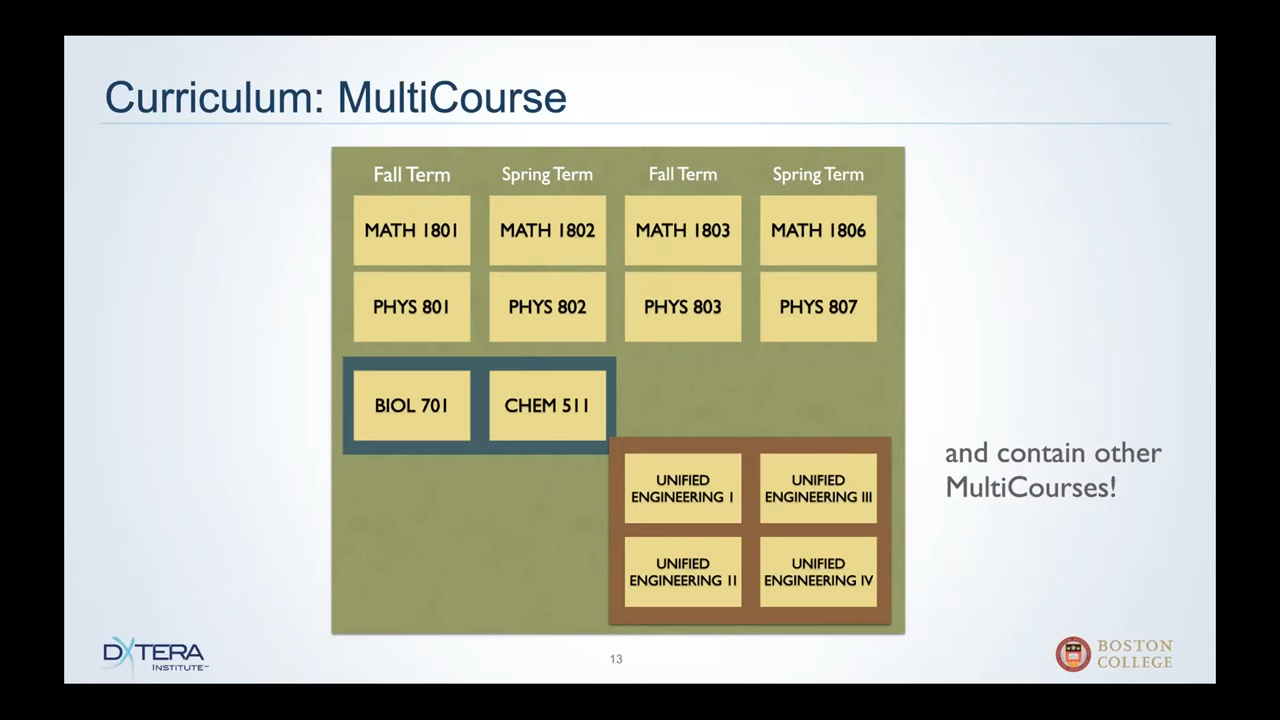 Curriculum: MultiCourse
Fall Term
Spring Term
Fall Term
Spring Term
MATH 1801
MATH 1802
MATH 1803
MATH 1806
PHYS 801
PHYS 802
PHYS 803
PHYS 807
BIOL 701
CHEM 511
UNIFIED
ENGINEERING I
UNIFIED
ENGINEERING III
UNIFIED
ENGINEERING II
UNIFIED
ENGINEERING IV
and contain other
MultiCourses!
DXTERA
INSTITUTE
13
BOSTON
COLLEGE